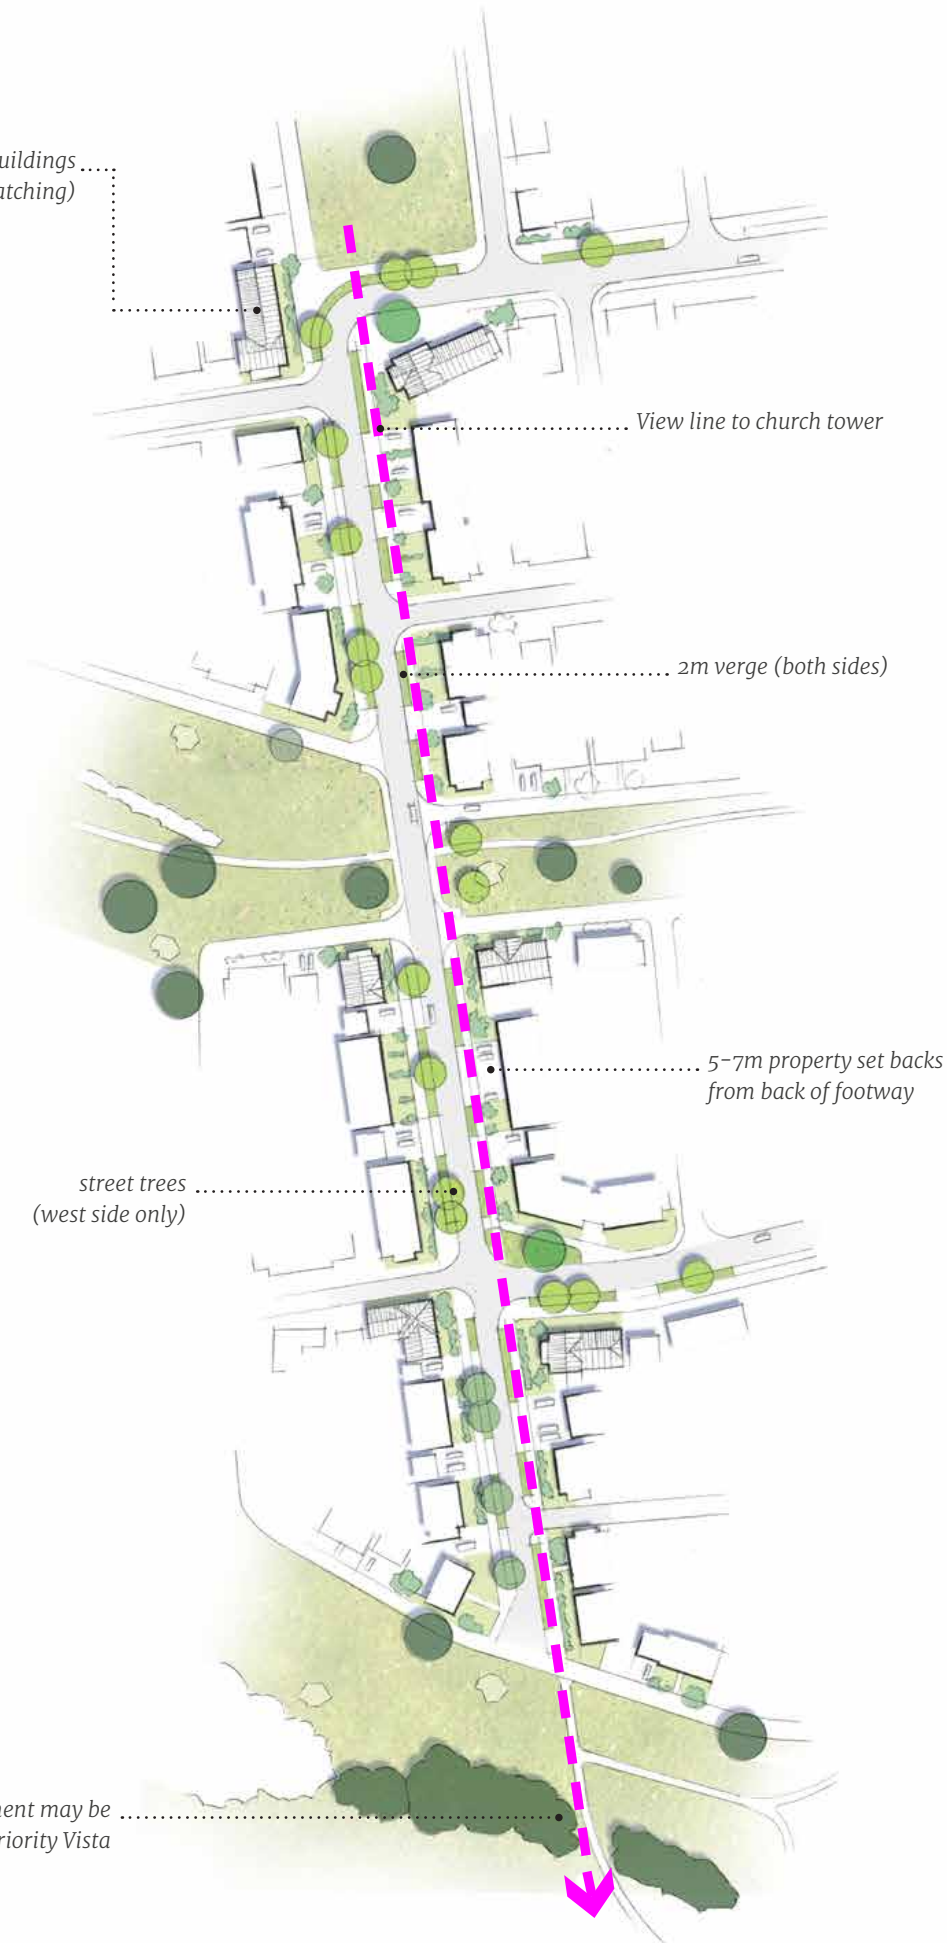 uildings
atching)
View line to church tower
2m verge (both sides)
5-7m property set backs
from back of footway
street trees
(west side only)
ent may be
riority Vista